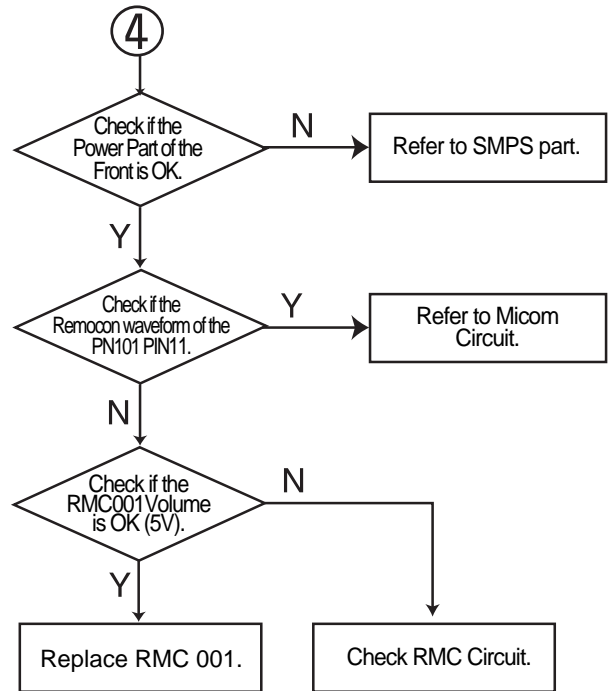 4
Check if the
Power Part of the
Front is OK.
N
Refer to SMPS part.
Y
Check if the
Remocon waveform of the
PN101 PIN11.
Y
Refer to Micom
Circuit.
N
Check if the
RMC001Volume
is OK (5V).
N
Y
Replace RMC 001.
Check RMC Circuit.